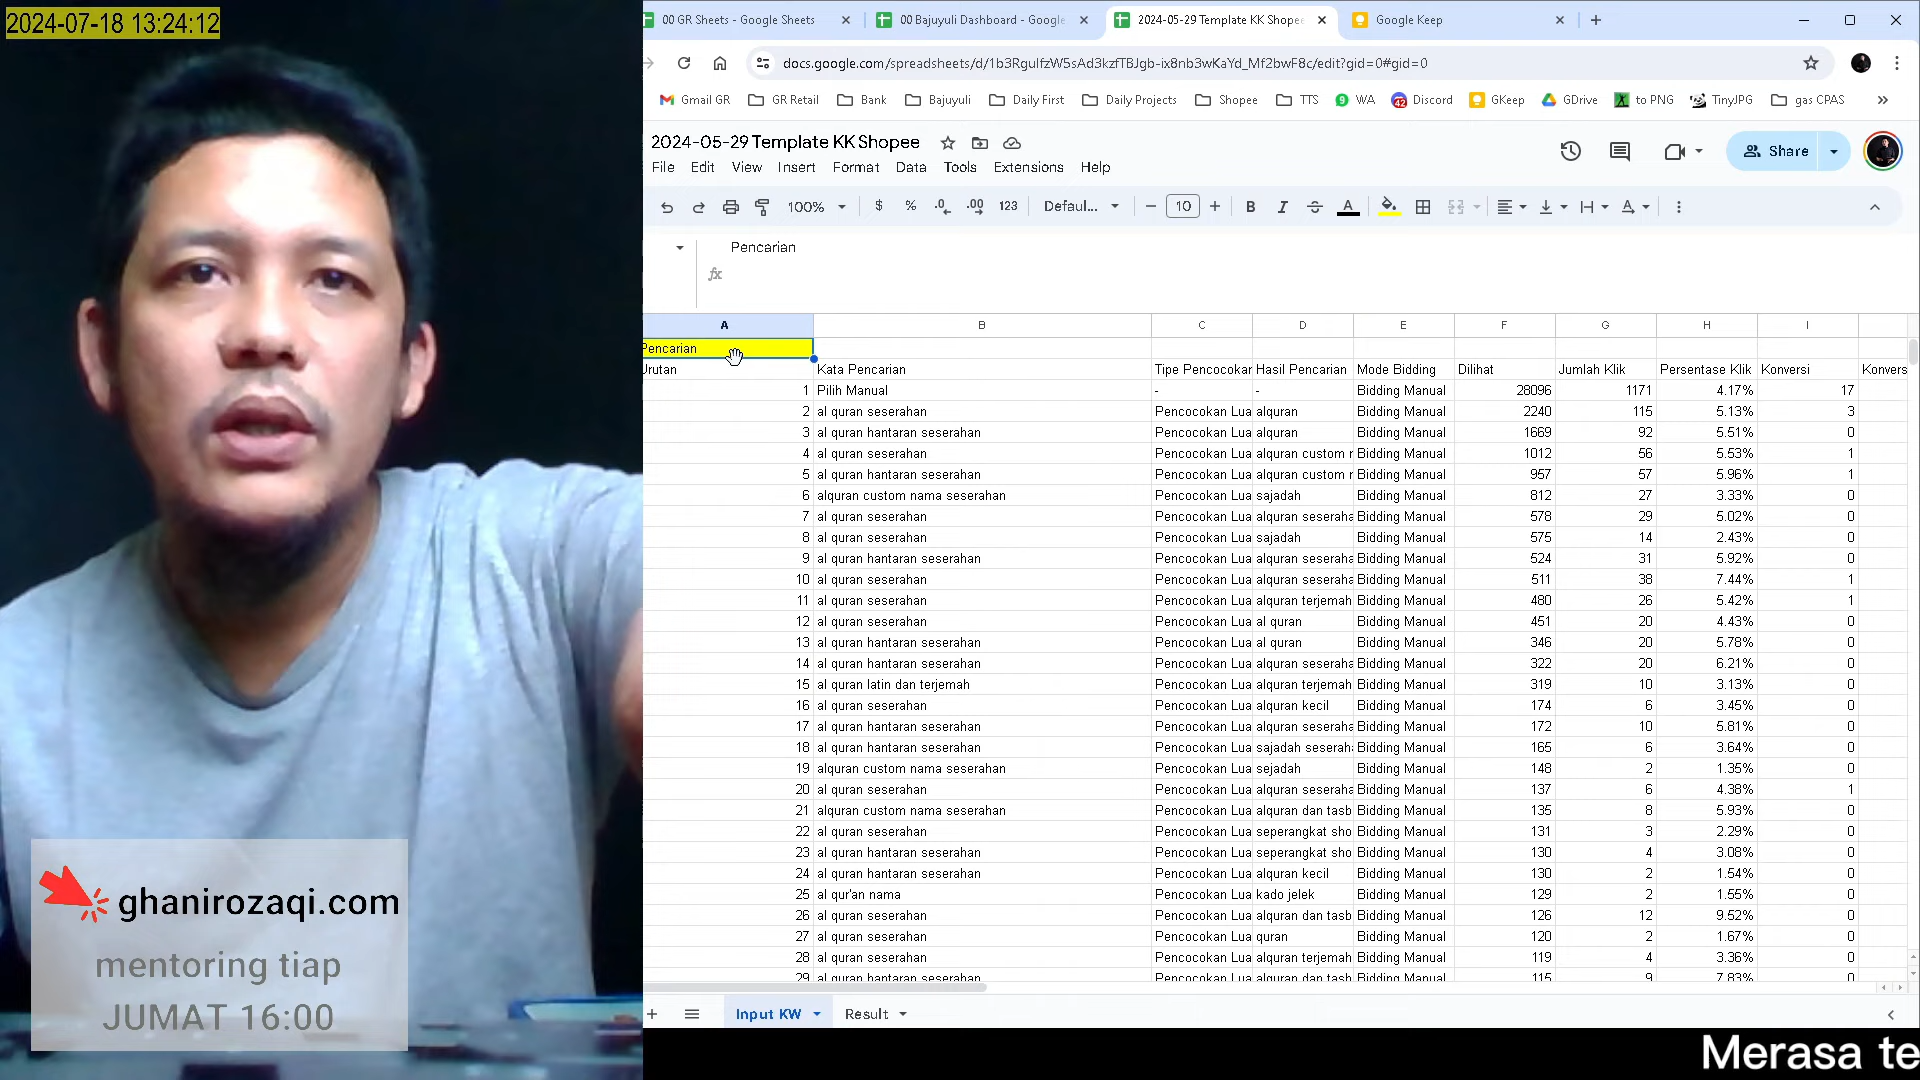 2024-07-18 13:24:12
00 GR Sheets - Google Sheets
00 Bajuyuli Dashboard - Google
2024-05-29 Template KK Shopee
Google Keep
docs.google.com/spreadsheets/d/1b3RgulfzW5sAd3kzfTBJgb-ix8nb3wKaYd_Mf2bwF8c/edit?gid=0#gid=0
Gmail GR GR Retail Bank Bajuyuli Daily First Daily Projects Shopee TTS WA Discord GKeep GDrive to PNG TinyJPG gas CPAS
2024-05-29 Template KK Shopee
File Edit View Insert Format Data Tools Extensions Help
Share
100% $ % .0 .00 123 Defaul... 10 B I A
Pencarian
fx
A B C D E F G H I
Pencarian
Urutan Kata Pencarian Tipe Pencocokan Hasil Pencarian Mode Bidding Dilihat Jumlah Klik Persentase Klik Konversi Konvers
1 Pilih Manual - - Bidding Manual 28096 1171 4.17% 17
2 al quran seserahan Pencocokan Lua alquran Bidding Manual 2240 115 5.13% 3
3 al quran hantaran seserahan Pencocokan Lua alquran Bidding Manual 1669 92 5.51% 0
4 al quran seserahan Pencocokan Lua alquran custom n Bidding Manual 1012 56 5.53% 1
5 al quran hantaran seserahan Pencocokan Lua alquran custom n Bidding Manual 957 57 5.96% 1
6 alquran custom nama seserahan Pencocokan Lua sajadah Bidding Manual 812 27 3.33% 0
7 al quran seserahan Pencocokan Lua alquran seseraha Bidding Manual 578 29 5.02% 0
8 al quran seserahan Pencocokan Lua sajadah Bidding Manual 575 14 2.43% 0
9 al quran hantaran seserahan Pencocokan Lua alquran seseraha Bidding Manual 524 31 5.92% 0
10 al quran seserahan Pencocokan Lua alquran seseraha Bidding Manual 511 38 7.44% 1
11 al quran seserahan Pencocokan Lua alquran terjemah Bidding Manual 480 26 5.42% 1
12 al quran seserahan Pencocokan Lua al quran Bidding Manual 451 20 4.43% 0
13 al quran hantaran seserahan Pencocokan Lua al quran Bidding Manual 346 20 5.78% 0
14 al quran hantaran seserahan Pencocokan Lua alquran seseraha Bidding Manual 322 20 6.21% 0
15 al quran latin dan terjemah Pencocokan Lua alquran terjemah Bidding Manual 319 10 3.13% 0
16 al quran seserahan Pencocokan Lua alquran kecil Bidding Manual 174 6 3.45% 0
17 al quran hantaran seserahan Pencocokan Lua alquran seseraha Bidding Manual 172 10 5.81% 0
18 al quran hantaran seserahan Pencocokan Lua sajadah seserah Bidding Manual 165 6 3.64% 0
19 alquran custom nama seserahan Pencocokan Lua sejadah Bidding Manual 148 2 1.35% 0
20 al quran seserahan Pencocokan Lua alquran seseraha Bidding Manual 137 6 4.38% 1
21 alquran custom nama seserahan Pencocokan Lua alquran dan tasb Bidding Manual 135 8 5.93% 0
22 al quran seserahan Pencocokan Lua seperangkat sho Bidding Manual 131 3 2.29% 0
23 al quran hantaran seserahan Pencocokan Lua seperangkat sho Bidding Manual 130 4 3.08% 0
24 al quran hantaran seserahan Pencocokan Lua alquran kecil Bidding Manual 130 2 1.54% 0
25 al qur'an nama Pencocokan Lua kado jelek Bidding Manual 129 2 1.55% 0
26 al quran seserahan Pencocokan Lua alquran dan tasb Bidding Manual 126 12 9.52% 0
27 al quran seserahan Pencocokan Lua quran Bidding Manual 120 2 1.67% 0
28 al quran seserahan Pencocokan Lua alquran terjemah Bidding Manual 119 4 3.36% 0
29 al quran hantaran seserahan Pencocokan Lua alquran dan tasb Bidding Manual 115 9 7.83% 0
Input KW Result
ghanirozaqi.com
mentoring tiap
JUMAT 16:00
Merasa te